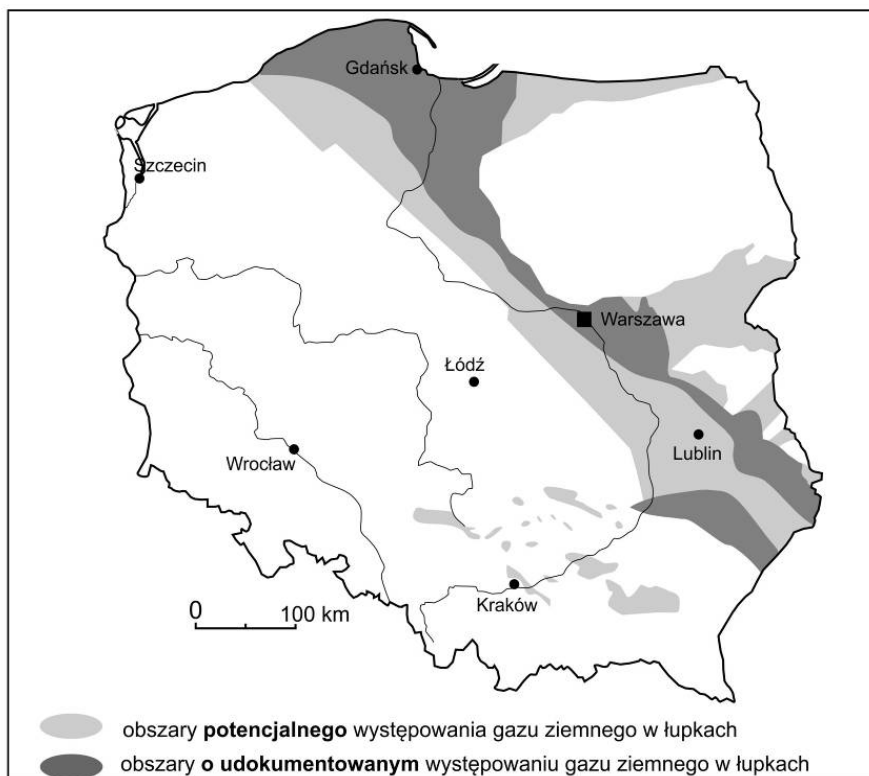 Gdańsk
Szczecin
Warszawa
Łódź
Lublin
Wrocław
Kraków
0 100 km
obszary potencjalnego występowania gazu ziemnego w łupkach
obszary o udokumentowanym występowaniu gazu ziemnego w łupkach